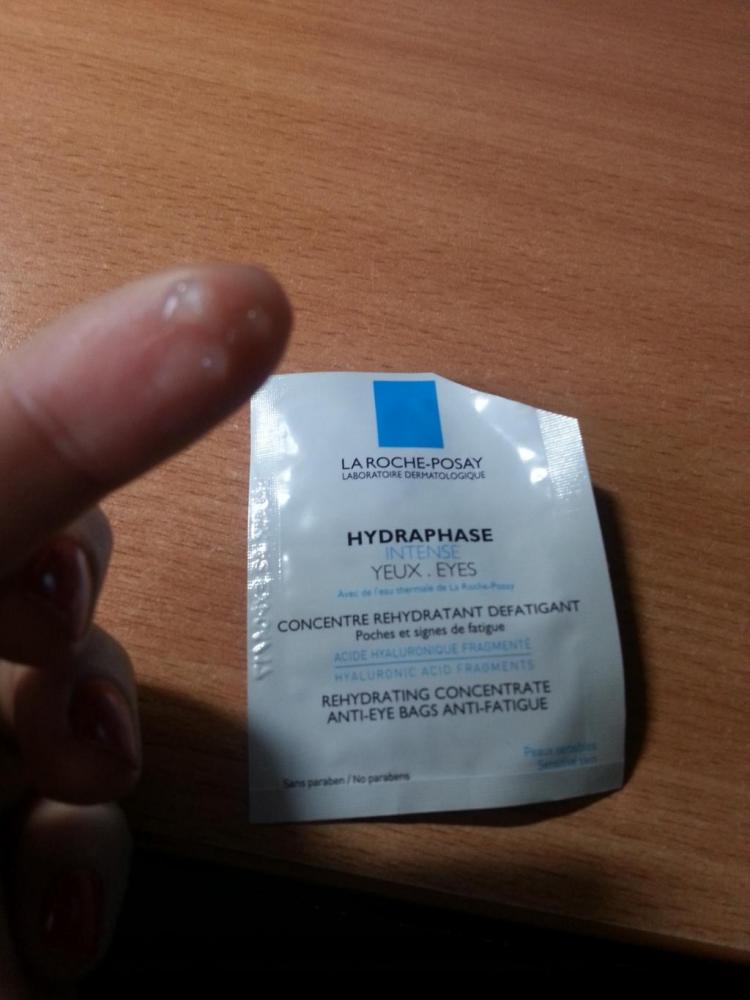 LA ROCHE-POSAY
LABORATOIRE DERMATOLOGIQUE
HYDRAPHASE
INTENSE
YEUX . EYES
Avec de l'eau thermale de La Roche-Posay
CONCENTRE REHYDRATANT DEFATIGANT
Poches et signes de fatigue
ACIDE HYALURONIQUE FRAGMENTÉ
HYALURONIC ACID FRAGMENTS
REHYDRATING CONCENTRATE
ANTI-EYE BAGS ANTI-FATIGUE
Peaux sensibles
Sensitive skin
Sans paraben / No parabens